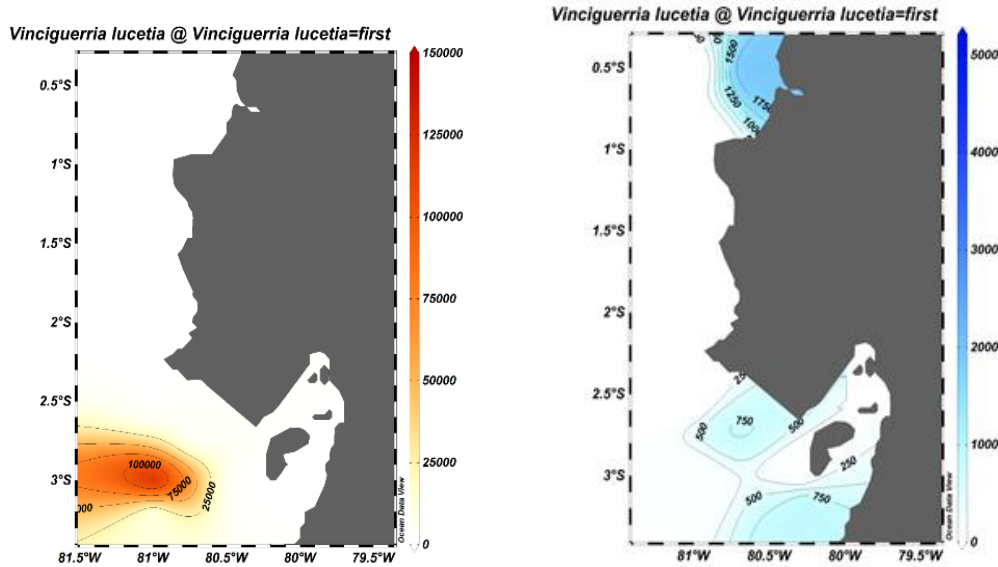 Vinciguerria lucetia @ Vinciguerria lucetia=first
150000
125000
100000
75000
50000
25000
0
0.5°S
1°S
1.5°S
2°S
2.5°S
3°S
100000
75000
25000
000
Ocean Data View
81.5°W
81°W
80.5°W
80°W
79.5°W
Vinciguerria lucetia @ Vinciguerria lucetia=first
5000
4000
3000
2000
1000
0
0.5°S
1°S
1.5°S
2°S
2.5°S
3°S
1500
1250
1750
1000
250
750
500
500
250
500
750
Ocean Data View
81°W
80.5°W
80°W
79.5°W